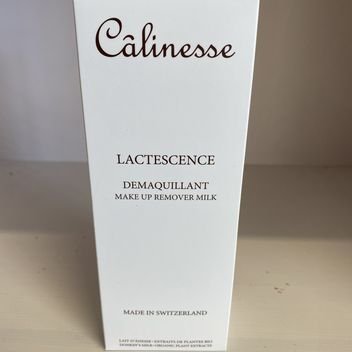 Câlinesse
LACTESCENCE
DEMAQUILLANT
MAKE UP REMOVER MILK
MADE IN SWITZERLAND
LAIT D'ÂNESSE - EXTRAITS DE PLANTES BIO
DONKEY'S MILK - ORGANIC PLANT EXTRACTS